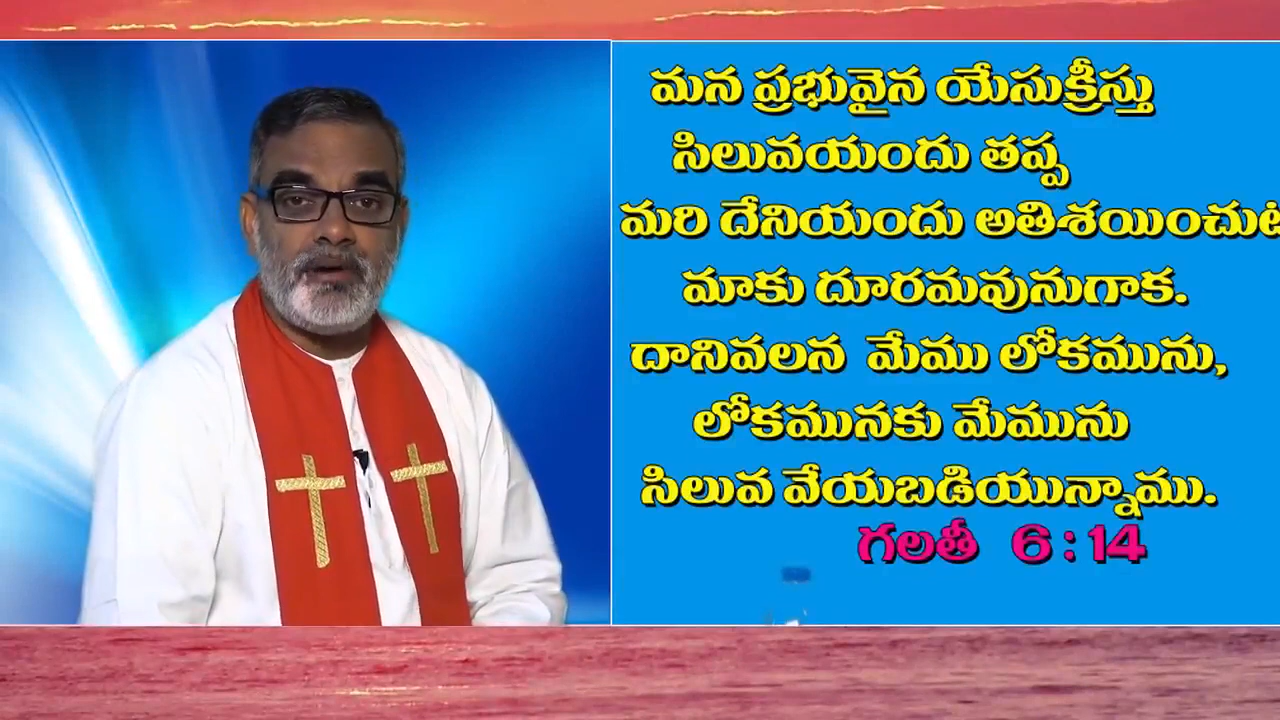 మన ప్రభువైన యేసుక్రీస్తు
సిలువయందు తప్ప
మరి దేనియందు అతిశయించుట
మాకు దూరమవునుగాక.
దానివలన మేము లోకమును,
లోకమునకు మేమును
సిలువ వేయబడియున్నాము.
గలతీ 6 : 14